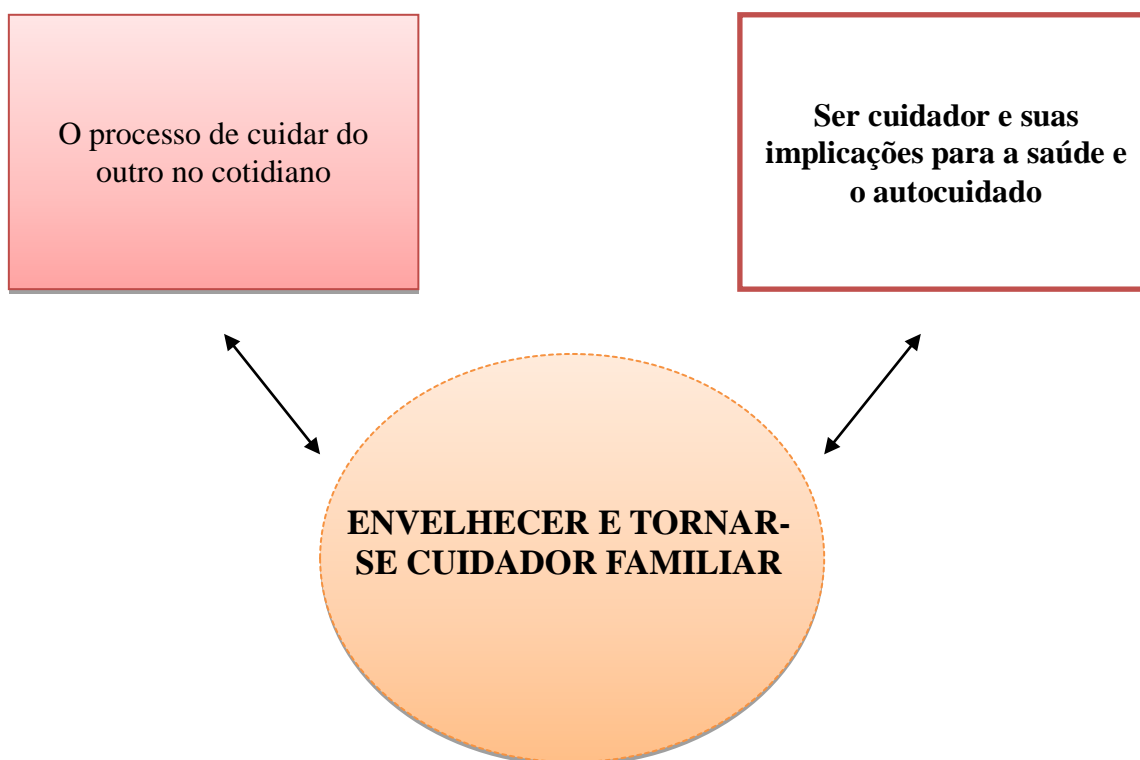 O processo de cuidar do
outro no cotidiano
Ser cuidador e suas
implicações para a saúde e
o autocuidado
ENVELHECER E TORNAR-
SE CUIDADOR FAMILIAR